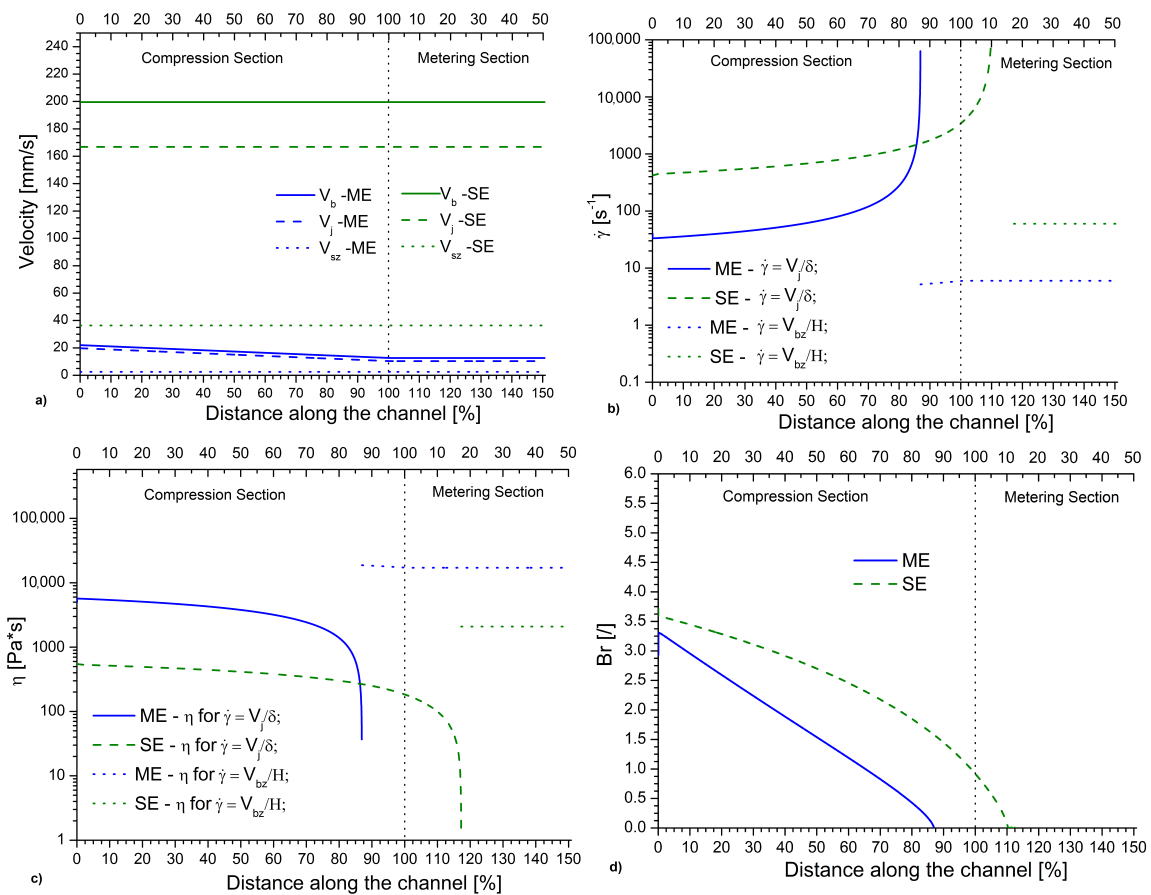 0 10 20 30 40 50 60 70 80 90 100 10 20 30 40 50
Compression Section
Metering Section
240
220
200
180
160
140
120
100
80
60
40
20
0
Velocity [mm/s]
V_b -ME
V_b -SE
V_j -ME
V_j -SE
V_sz -ME
V_sz -SE
0 10 20 30 40 50 60 70 80 90 100 110 120 130 140 150
a)
Distance along the channel [%]
0 10 20 30 40 50 60 70 80 90 100 10 20 30 40 50
Compression Section
Metering Section
100,000
10,000
1000
100
10
1
0.1
γ̇ [s⁻¹]
ME - γ̇ = V_j/δ;
SE - γ̇ = V_j/δ;
ME - γ̇ = V_bz/H;
SE - γ̇ = V_bz/H;
0 10 20 30 40 50 60 70 80 90 100 110 120 130 140 150
b)
Distance along the channel [%]
0 10 20 30 40 50 60 70 80 90 100 10 20 30 40 50
Compression Section
Metering Section
100,000
10,000
1000
100
10
1
η [Pa*s]
ME - η for γ̇ = V_j/δ;
SE - η for γ̇ = V_j/δ;
ME - η for γ̇ = V_bz/H;
SE - η for γ̇ = V_bz/H;
0 10 20 30 40 50 60 70 80 90 100 110 120 130 140 150
c)
Distance along the channel [%]
0 10 20 30 40 50 60 70 80 90 100 10 20 30 40 50
Compression Section
Metering Section
6.0
5.5
5.0
4.5
4.0
3.5
3.0
2.5
2.0
1.5
1.0
0.5
0.0
Br [/]
ME
SE
0 10 20 30 40 50 60 70 80 90 100 110 120 130 140 150
d)
Distance along the channel [%]